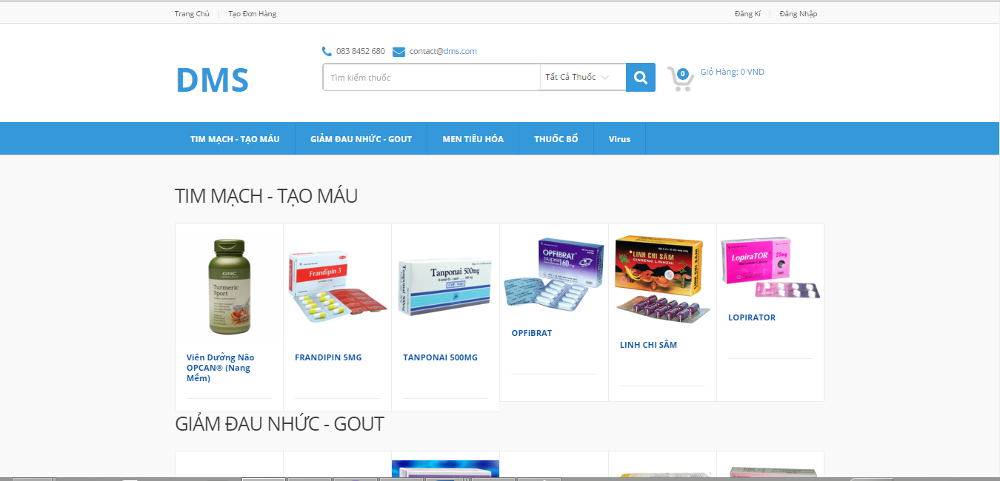 Trang Chủ Tạo Đơn Hàng Đăng Kí Đăng Nhập
083 8452 680 contact@dms.com
DMS
Tìm kiếm thuốc Tất Cả Thuốc
0 Giỏ Hàng: 0 VND
TIM MẠCH - TẠO MÁU GIẢM ĐAU NHỨC - GOUT MEN TIÊU HÓA THUỐC BỔ Virus
TIM MẠCH - TẠO MÁU
GNC
Turmeric
Sport
Frandipin 5
Tanponai 500mg
OPFIBRAT
160mg
LINH CHI SÂM
GINSENG LINHZHI
LINH CHI SAM
LopiraTOR 20mg
Viên Dưỡng Não
OPCAN® (Nang
Mềm)
FRANDIPIN 5MG
TANPONAI 500MG
OPFiBRAT
LINH CHI SÂM
LOPIRATOR
GIẢM ĐAU NHỨC - GOUT